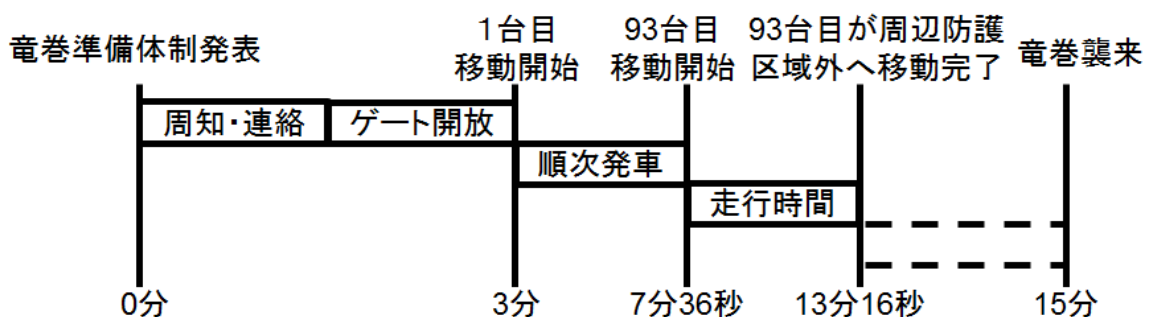 竜巻準備体制発表
1台目
移動開始
93台目
移動開始
93台目が周辺防護
区域外へ移動完了
竜巻襲来
周知・連絡
ゲート開放
順次発車
走行時間
0分
3分
7分36秒
13分16秒
15分